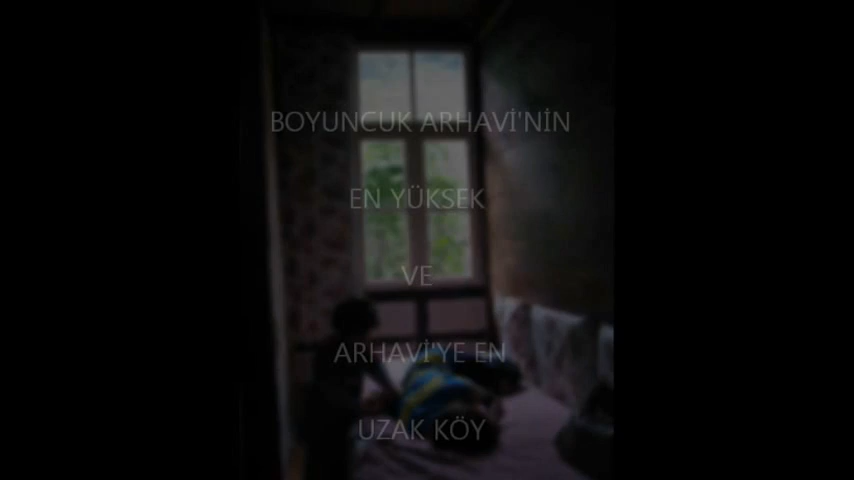 BOYUNCUK ARHAVİ'NİN
EN YÜKSEK
VE
ARHAVİ'YE EN
UZAK KÖY